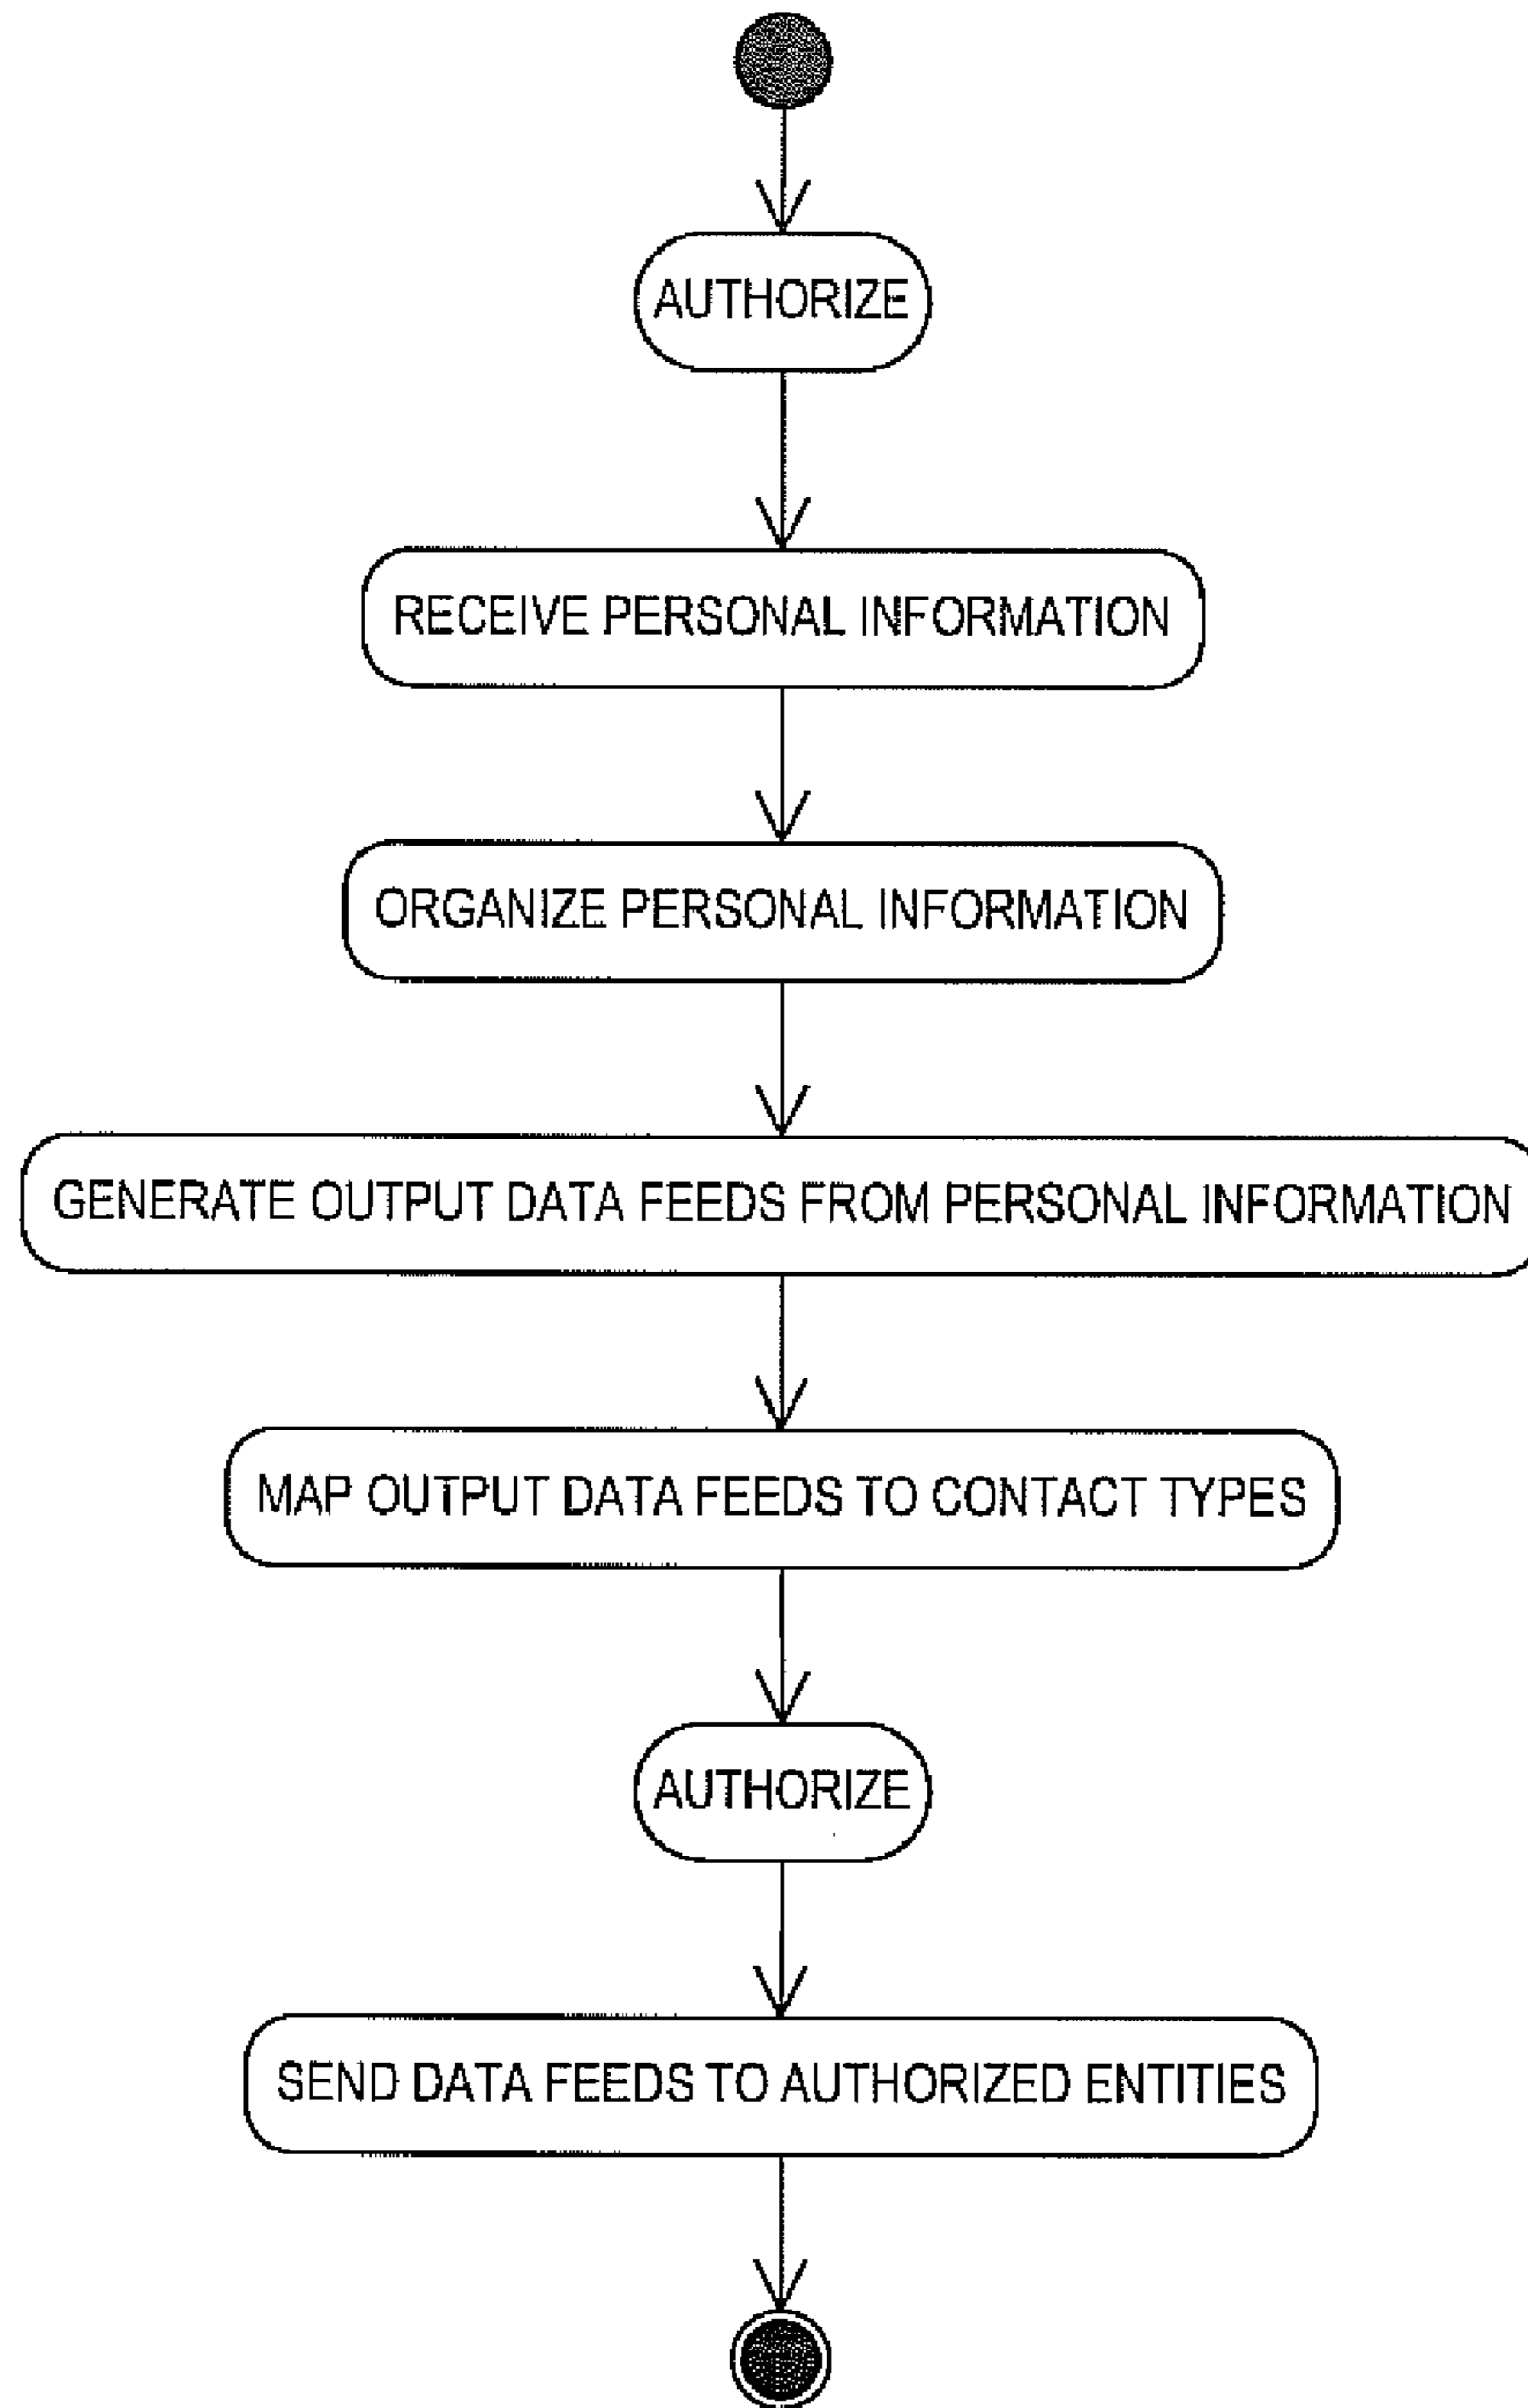 AUTHORIZE
RECEIVE PERSONAL INFORMATION
ORGANIZE PERSONAL INFORMATION
GENERATE OUTPUT DATA FEEDS FROM PERSONAL INFORMATION
MAP OUTPUT DATA FEEDS TO CONTACT TYPES
AUTHORIZE
SEND DATA FEEDS TO AUTHORIZED ENTITIES